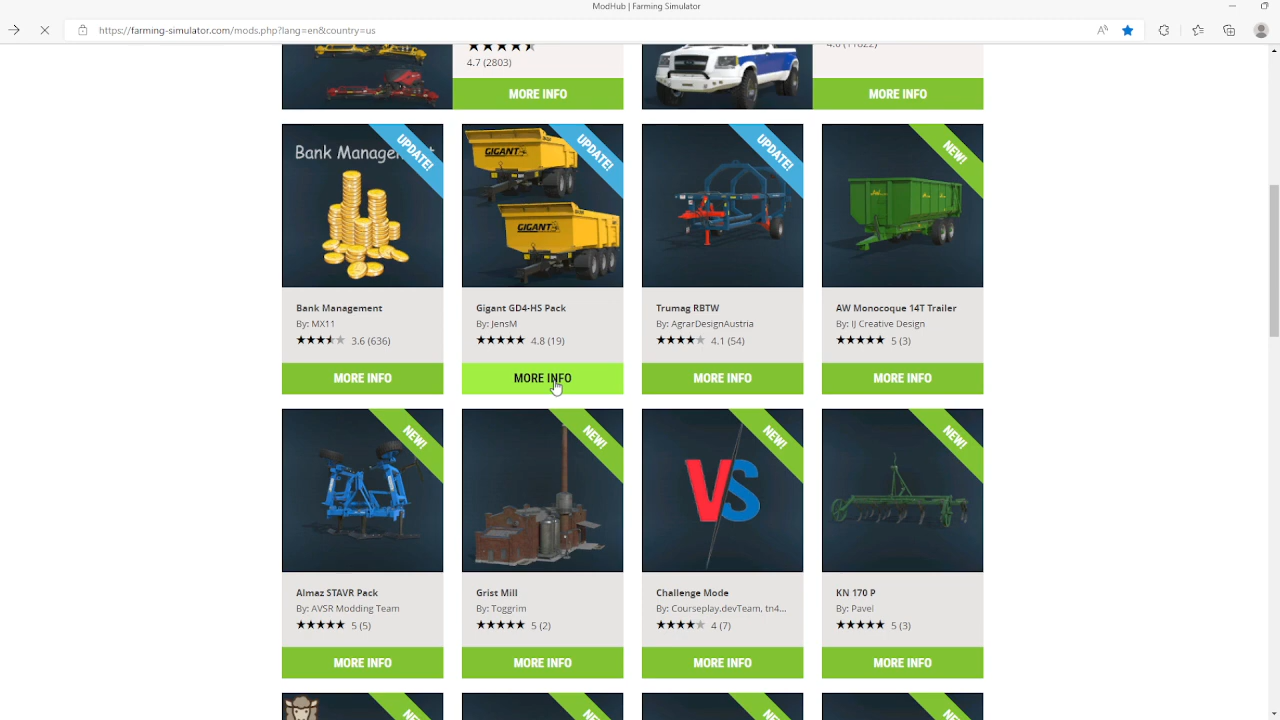 ModHub | Farming Simulator
https://farming-simulator.com/mods.php?lang=en&country=us
4.7 (2803)
MORE INFO
MORE INFO
Bank Management
UPDATE!
GIGANT
GIGANT
UPDATE!
UPDATE!
NEW!
Bank Management
By: MX11
3.6 (636)
MORE INFO
Gigant GD4-HS Pack
By: JensM
4.8 (19)
MORE INFO
Trumag RBTW
By: AgrarDesignAustria
4.1 (54)
MORE INFO
AW Monocoque 14T Trailer
By: IJ Creative Design
5 (3)
MORE INFO
NEW!
NEW!
VS
NEW!
NEW!
Almaz STAVR Pack
By: AVSR Modding Team
5 (5)
MORE INFO
Grist Mill
By: Toggrim
5 (2)
MORE INFO
Challenge Mode
By: Courseplay.devTeam, tn4...
4 (7)
MORE INFO
KN 170 P
By: Pavel
5 (3)
MORE INFO